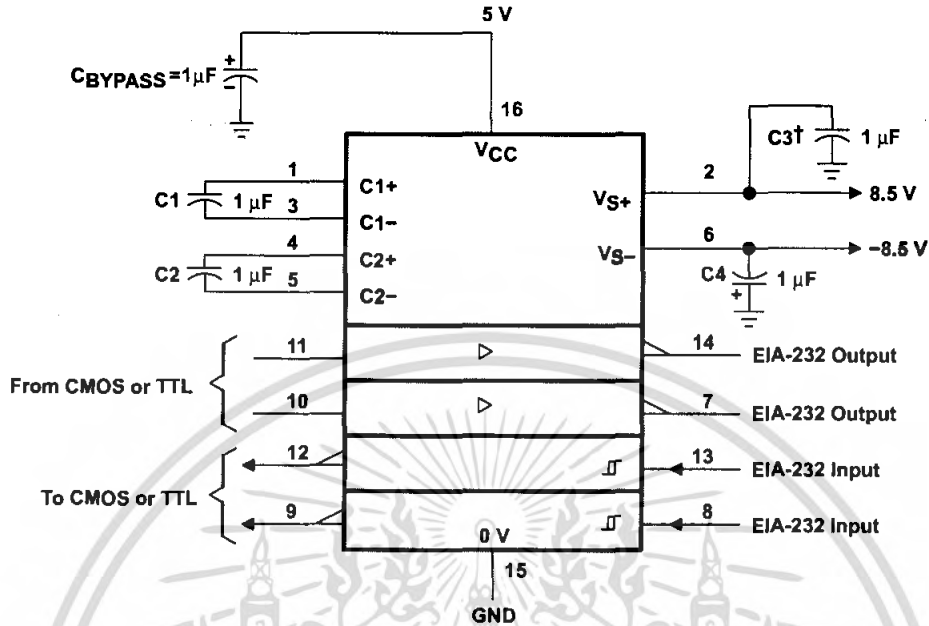 5 V
CBYPASS = 1μF
+
−
16
VCC
C3† 1 μF
1 C1+
C1 1 μF
3 C1−
2 VS+ 8.5 V
4 C2+
C2 1 μF
5 C2−
6 VS− −8.5 V
C4 1 μF
+
From CMOS or TTL
11 14 EIA-232 Output
10 7 EIA-232 Output
To CMOS or TTL
12 13 EIA-232 Input
9 8 EIA-232 Input
0 V
15
GND